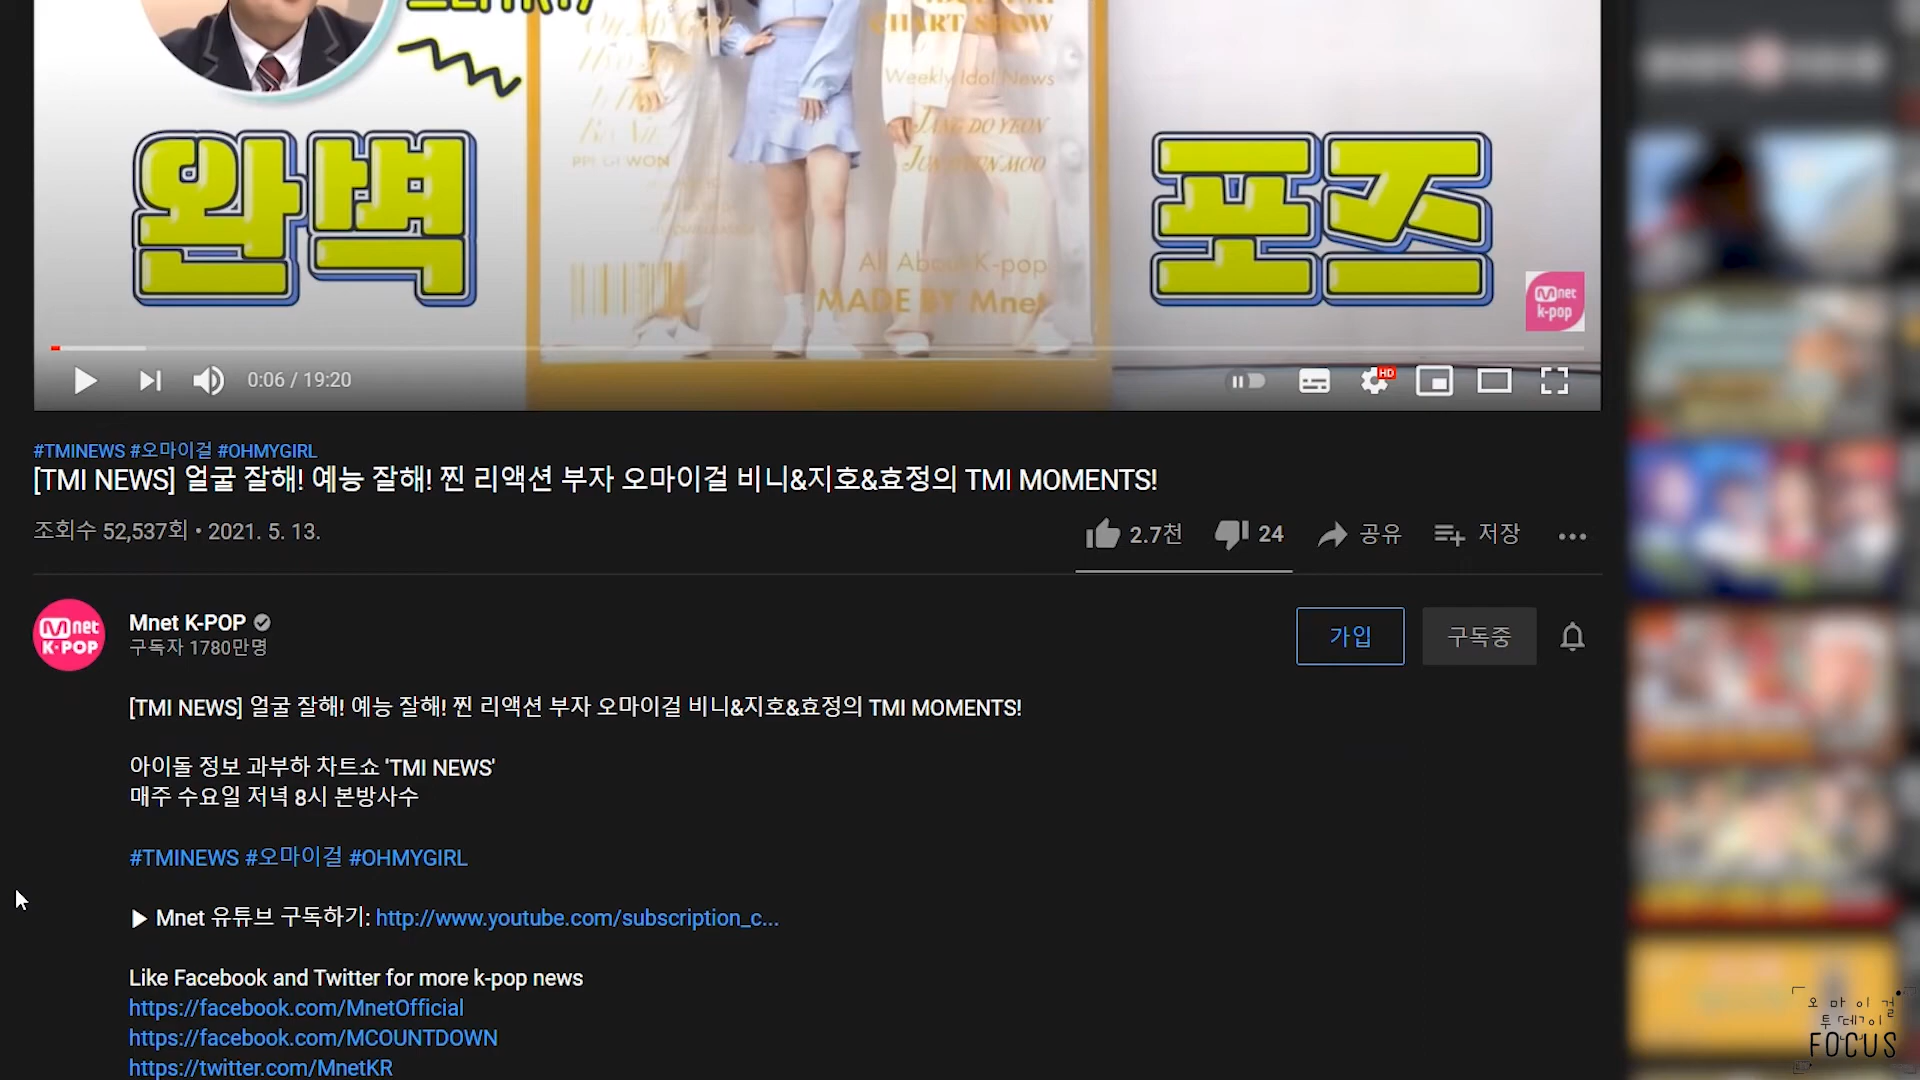 CHART SHOW
Weekly Idol News
JANG DO YEON
JUN HYUN MOO
완벽
포즈
All About K-pop
MADE BY Mnet
Mnet
k-pop
0:06 / 19:20
HD
#TMINEWS #오마이걸 #OHMYGIRL
[TMI NEWS] 얼굴 잘해! 예능 잘해! 찐 리액션 부자 오마이걸 비니&지호&효정의 TMI MOMENTS!
조회수 52,537회 • 2021. 5. 13.
2.7천
24
공유
저장
Mnet
K-POP
Mnet K-POP
구독자 1780만명
가입
구독중
[TMI NEWS] 얼굴 잘해! 예능 잘해! 찐 리액션 부자 오마이걸 비니&지호&효정의 TMI MOMENTS!
아이돌 정보 과부하 차트쇼 'TMI NEWS'
매주 수요일 저녁 8시 본방사수
#TMINEWS #오마이걸 #OHMYGIRL
▶ Mnet 유튜브 구독하기: http://www.youtube.com/subscription_c...
Like Facebook and Twitter for more k-pop news
https://facebook.com/MnetOfficial
https://facebook.com/MCOUNTDOWN
https://twitter.com/MnetKR
오마이걸
투데이
FOCUS